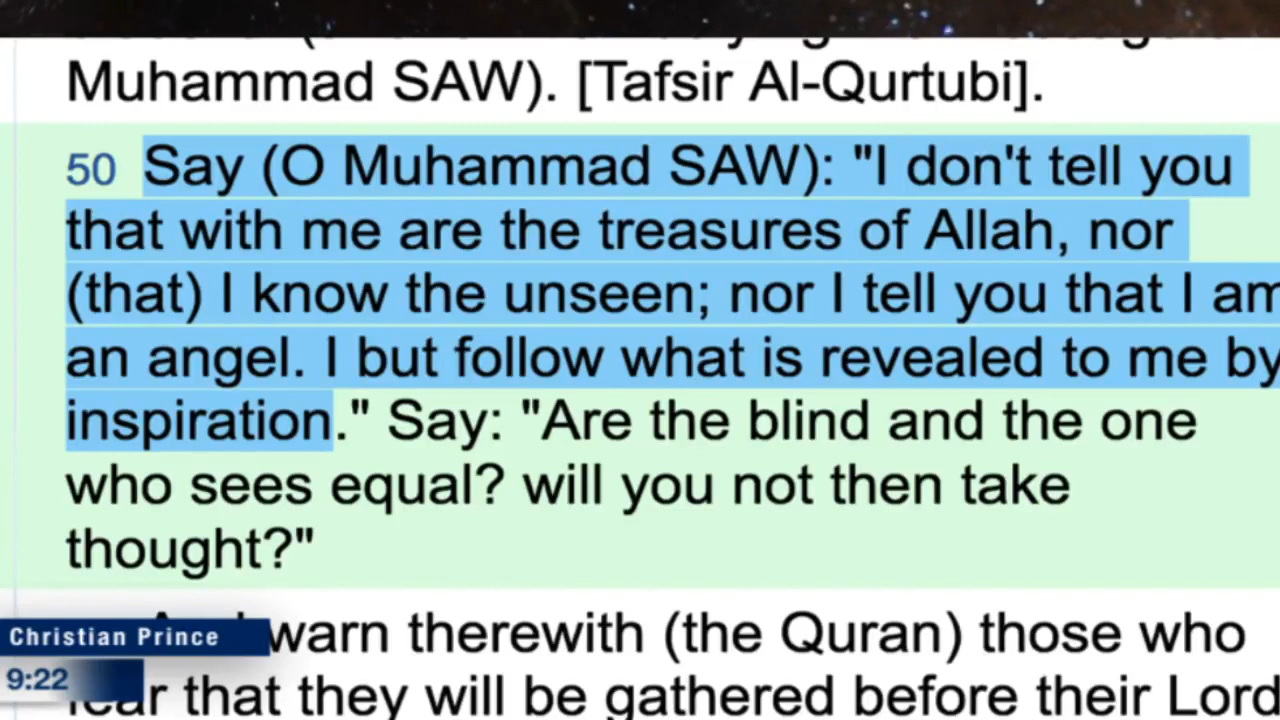 Muhammad SAW). [Tafsir Al-Qurtubi].
50 Say (O Muhammad SAW): "I don't tell you
that with me are the treasures of Allah, nor
(that) I know the unseen; nor I tell you that I am
an angel. I but follow what is revealed to me by
inspiration." Say: "Are the blind and the one
who sees equal? will you not then take
thought?"
warn therewith (the Quran) those who
Christian Prince
fear that they will be gathered before their Lord
9:22